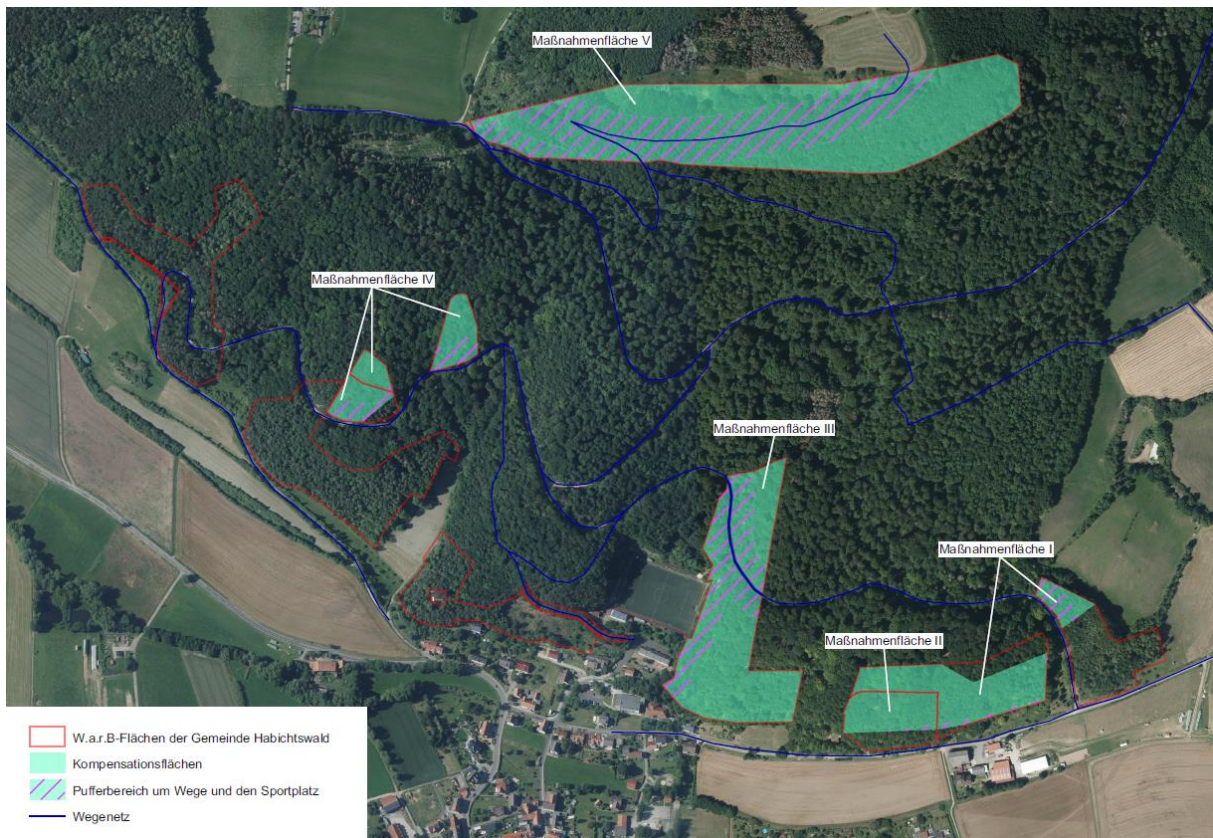 Maßnahmenfläche V
Maßnahmenfläche IV
Maßnahmenfläche III
Maßnahmenfläche I
Maßnahmenfläche II
W.a.r.B-Flächen der Gemeinde Habichtswald
Kompensationsflächen
Pufferbereich um Wege und den Sportplatz
Wegenetz